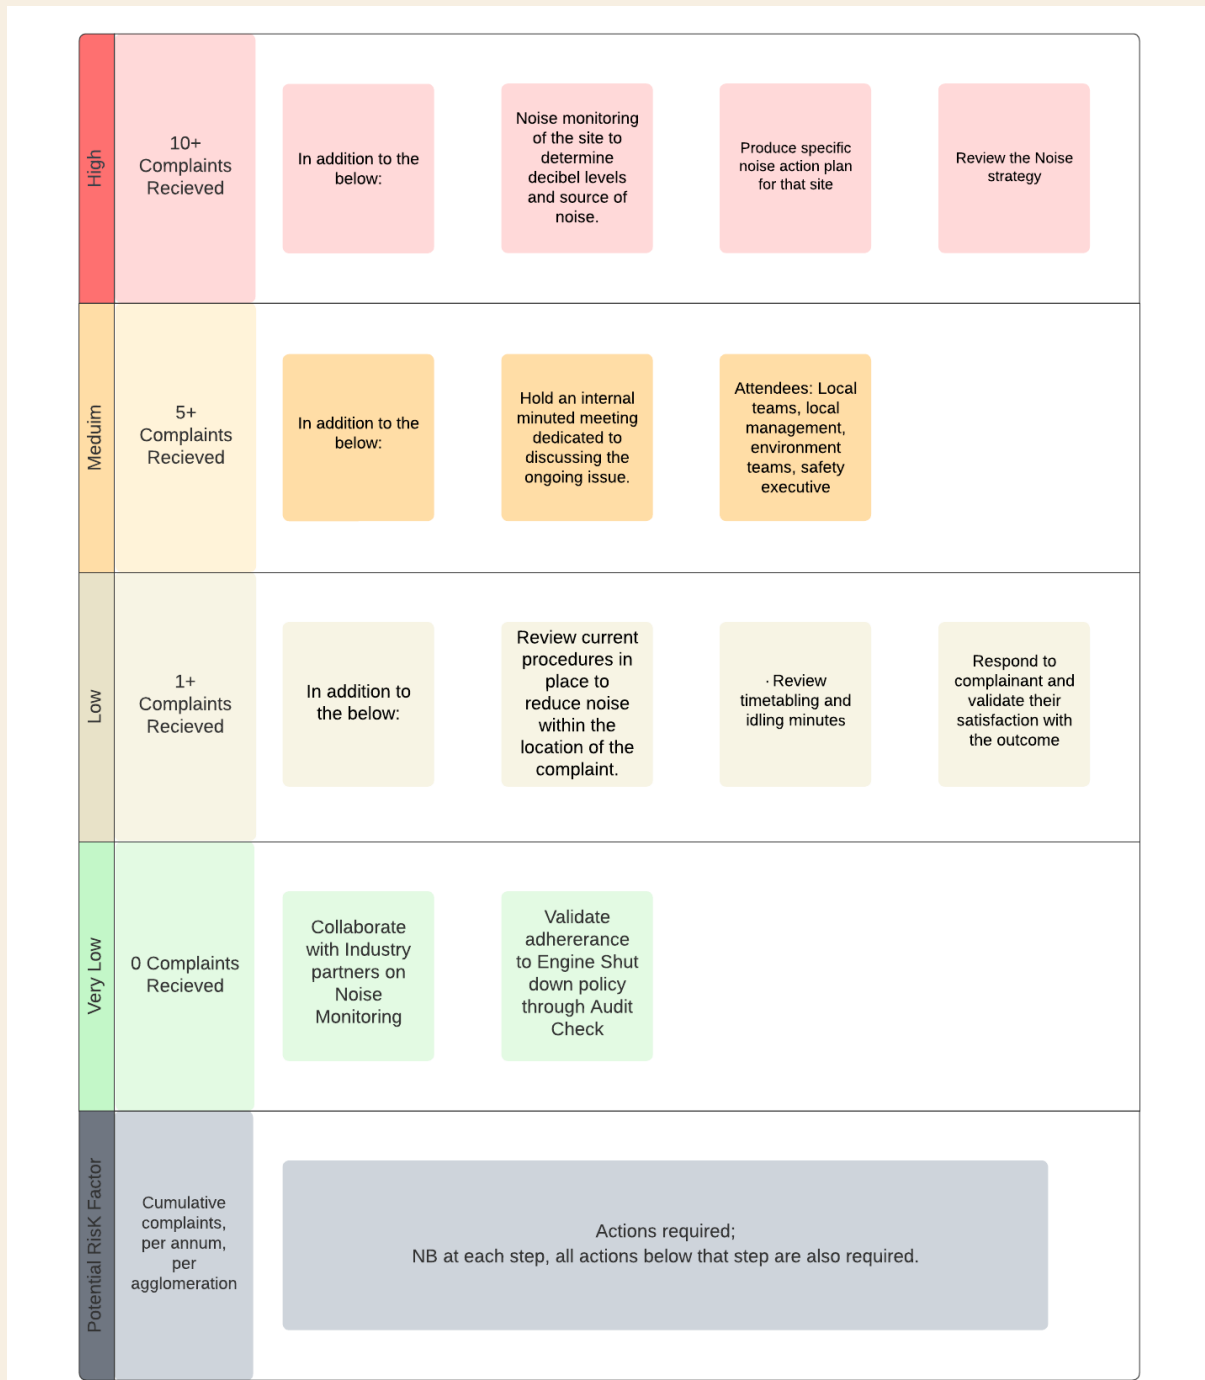 High
10+
Complaints
Recieved
In addition to the
below:
Noise monitoring
of the site to
determine
decibel levels
and source of
noise.
Produce specific
noise action plan
for that site
Review the Noise
strategy
Meduim
5+
Complaints
Recieved
In addition to the
below:
Hold an internal
minuted meeting
dedicated to
discussing the
ongoing issue.
Attendees: Local
teams, local
management,
environment
teams, safety
executive
Low
1+
Complaints
Recieved
In addition to
the below:
Review current
procedures in
place to
reduce noise
within the
location of the
complaint.
· Review
timetabling and
idling minutes
Respond to
complainant and
validate their
satisfaction with
the outcome
Very Low
0 Complaints
Recieved
Collaborate
with Industry
partners on
Noise
Monitoring
Validate
adhererance
to Engine Shut
down policy
through Audit
Check
Potential RisK Factor
Cumulative
complaints,
per annum,
per
agglomeration
Actions required;
NB at each step, all actions below that step are also required.